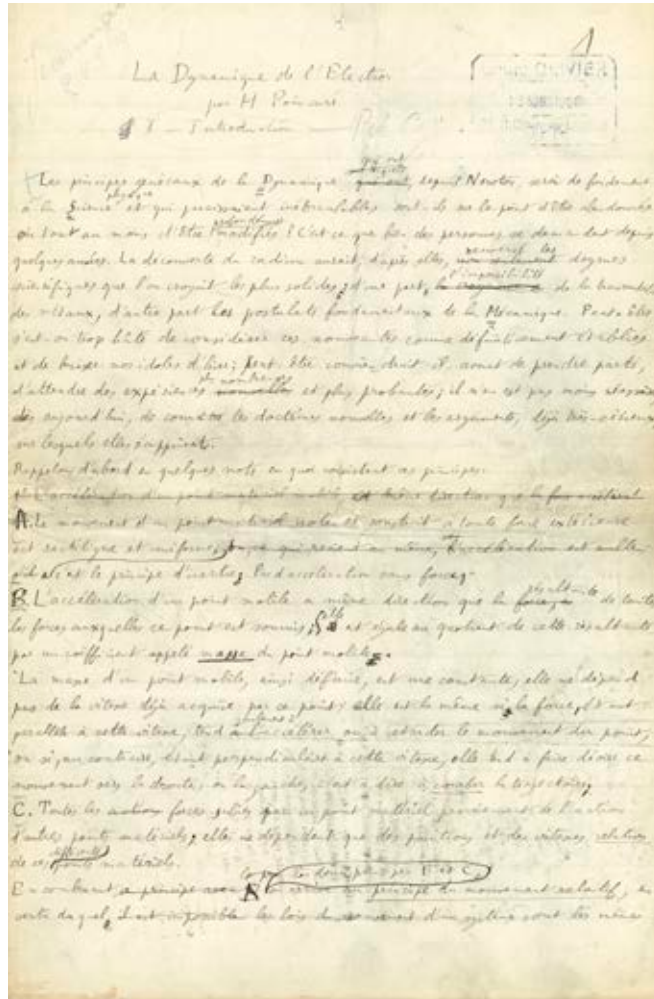 1
La Dynamique de l'Electron
par H Poincaré
I - Introduction
Les principes généraux de la Dynamique qui ont depuis Newton, servi de fondement
à la Science physique et qui paraissaient inébranlables sont-ils sur le point d'être abandonnés
ou tout au moins d'être profondément modifiés? C'est ce que bien des personnes se demandent depuis
quelques années. La découverte du radium aurait, d'après elles, renversé les dogmes
scientifiques que l'on croyait les plus solides; d'une part, l'impossibilité de la transmutation
des métaux, d'autre part les postulats fondamentaux de la Mécanique. Peut-être
s'est-on trop hâté de considérer ces nouveautés comme définitivement établies
et de briser nos idoles d'hier; peut-être conviendrait-il, avant de prendre parti,
d'attendre des expériences plus nombreuses et plus probantes; il n'en est pas moins nécessaire
dès aujourd'hui, de connaître les doctrines nouvelles et les arguments, déjà très sérieux
sur lesquels elles s'appuient.
Rappelons d'abord en quelques mots en quoi consistent ces principes:
A. Le mouvement d'un point matériel isolé et soustrait à toute force extérieure
est rectiligne et uniforme;
c'est le principe d'inertie; pas d'accélération sans force;
B. L'accélération d'un point mobile a même direction que la résultante de toutes
les forces auxquelles ce point est soumis; et égale au quotient de cette résultante
par un coefficient appelé masse du point mobile.
La masse d'un point mobile, ainsi définie, est une constante; elle ne dépend
pas de la vitesse déjà acquise par ce point; elle est la même si la force, étant
parallèle à cette vitesse, tend à accélérer ou à retarder le mouvement du point,
ou si, au contraire, étant perpendiculaire à cette vitesse, elle tend à faire dévier ce
mouvement vers la droite, ou la gauche, c'est à dire à courber la trajectoire;
C. Toutes les forces subies par un point matériel proviennent de l'action
d'autres points matériels; elles ne dépendent que des positions et des vitesses relatives
de ces différents points matériels.
En combinant les deux principes B et C, principe du mouvement relatif, en
vertu duquel, les lois du mouvement d'un système sont les mêmes